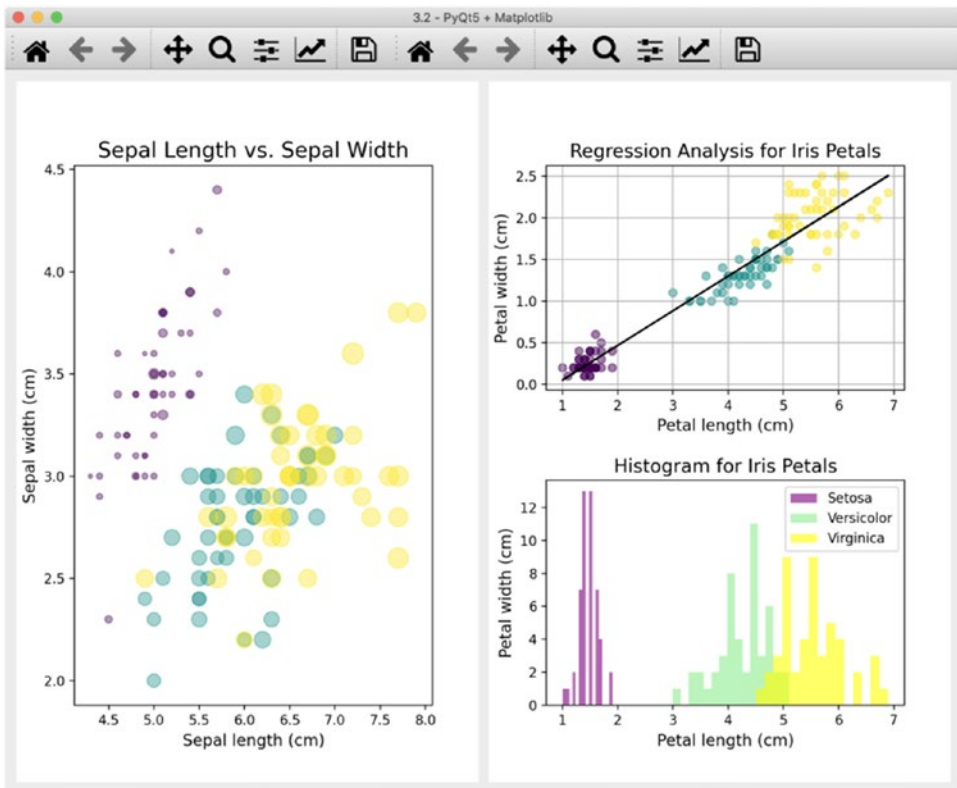 3.2 - PyQt5 + Matplotlib
Sepal Length vs. Sepal Width
4.5
4.0
3.5
3.0
2.5
2.0
Sepal width (cm)
4.5 5.0 5.5 6.0 6.5 7.0 7.5 8.0
Sepal length (cm)
Regression Analysis for Iris Petals
2.5
2.0
1.5
1.0
0.5
0.0
Petal width (cm)
1 2 3 4 5 6 7
Petal length (cm)
Histogram for Iris Petals
12
10
8
6
4
2
0
Petal width (cm)
Setosa
Versicolor
Virginica
1 2 3 4 5 6 7
Petal length (cm)